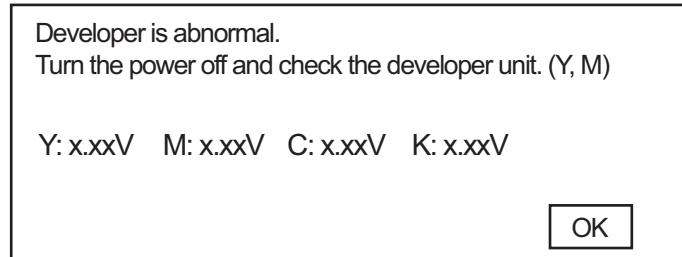 Developer is abnormal.
Turn the power off and check the developer unit. (Y, M)
Y: x.xxV M: x.xxV C: x.xxV K: x.xxV
OK